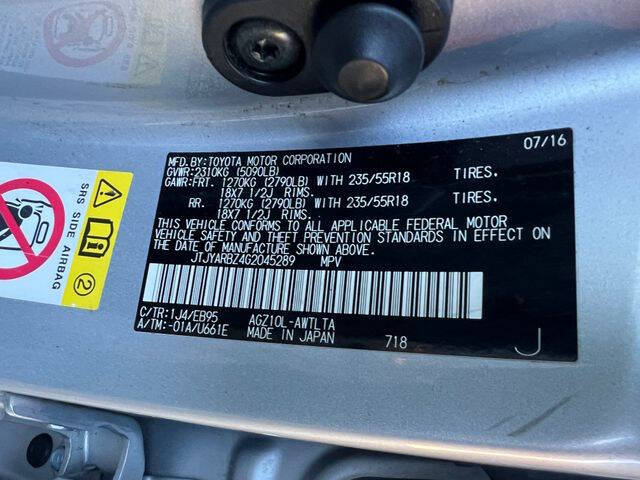 07/16
MFD.BY:TOYOTA MOTOR CORPORATION
GVWR:2310KG (5090LB)
GAWR:FRT. 1270KG (2790LB) WITH 235/55R18 TIRES.
18X7 1/2J RIMS.
RR. 1270KG (2790LB) WITH 235/55R18 TIRES.
18X7 1/2J RIMS.
THIS VEHICLE CONFORMS TO ALL APPLICABLE FEDERAL MOTOR
VEHICLE SAFETY AND THEFT PREVENTION STANDARDS IN EFFECT ON
THE DATE OF MANUFACTURE SHOWN ABOVE.
JTJYARBZ4G2045289 MPV
C/TR:1J4/EB95 AGZ10L-AWTLTA
A/TM:-01A/U661E MADE IN JAPAN 718 J
SRS SIDE AIRBAG
2